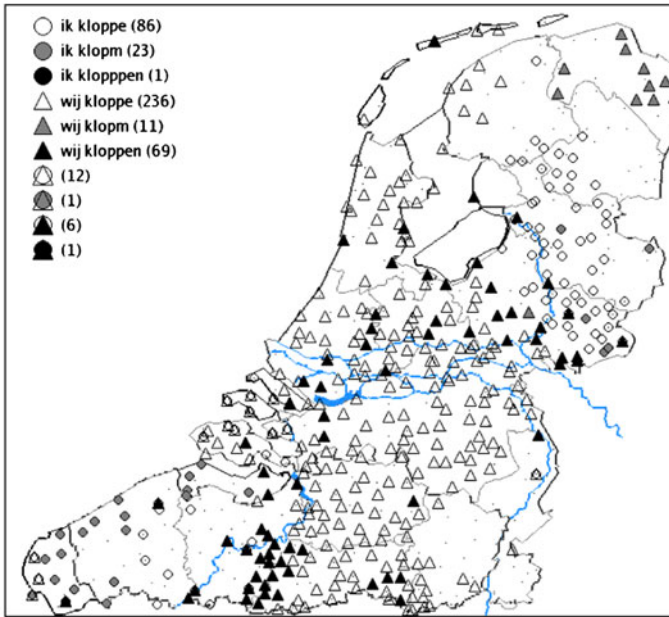 ik kloppe (86)
ik klopm (23)
ik klopppen (1)
wij kloppe (236)
wij klopm (11)
wij kloppen (69)
(12)
(1)
(6)
(1)